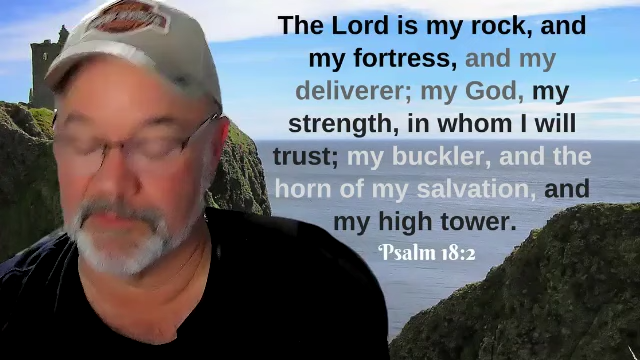 The Lord is my rock, and
my fortress, and my
deliverer; my God, my
strength, in whom I will
trust; my buckler, and the
horn of my salvation, and
my high tower.
Psalm 18:2